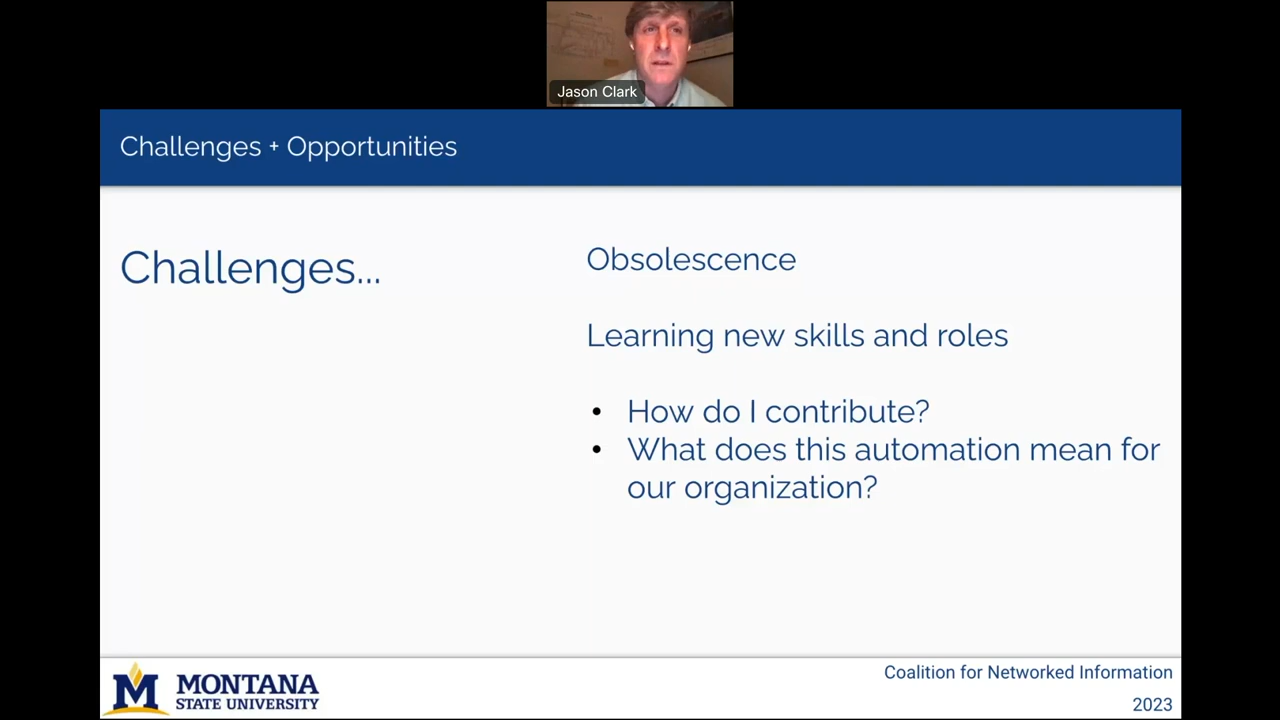 Jason Clark
Challenges + Opportunities
Challenges...
Obsolescence
Learning new skills and roles
• How do I contribute?
• What does this automation mean for
our organization?
M MONTANA
STATE UNIVERSITY
Coalition for Networked Information
2023